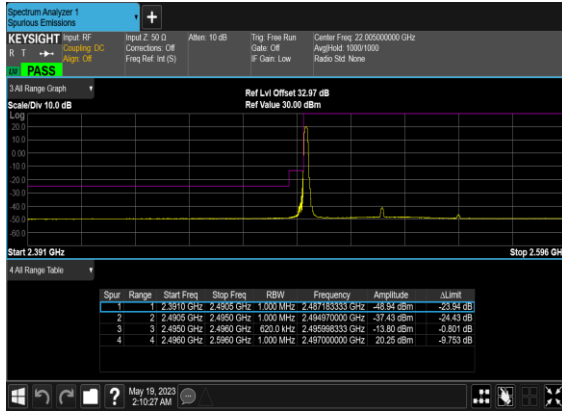 Spectrum Analyzer 1
Spurious Emissions
KEYSIGHT Input: RF Input Z: 50 Ω Atten: 10 dB Trig: Free Run Center Freq: 22.005000000 GHz
R T Coupling: DC Corrections: Off Gate: Off Avg|Hold: 1000/1000
Align: Off Freq Ref: Int (S) IF Gain: Low Radio Std: None
PASS
3 All Range Graph Ref Lvl Offset 32.97 dB
Scale/Div 10.0 dB Ref Value 30.00 dBm
Log
20.0
10.0
0.00
-10.0
-20.0
-30.0
-40.0
-50.0
-60.0
Start 2.391 GHz Stop 2.596 GH
4 All Range Table
Spur Range Start Freq Stop Freq RBW Frequency Amplitude ΔLimit
1 1 2.3910 GHz 2.4905 GHz 1.000 MHz 2.487183333 GHz -48.94 dBm -23.94 dB
2 2 2.4905 GHz 2.4950 GHz 1.000 MHz 2.494970000 GHz -37.43 dBm -24.43 dB
3 3 2.4950 GHz 2.4960 GHz 620.0 kHz 2.495998333 GHz -13.80 dBm -0.801 dB
4 4 2.4960 GHz 2.5960 GHz 1.000 MHz 2.497000000 GHz 20.25 dBm -9.753 dB
? May 19, 2023
2:10:27 AM